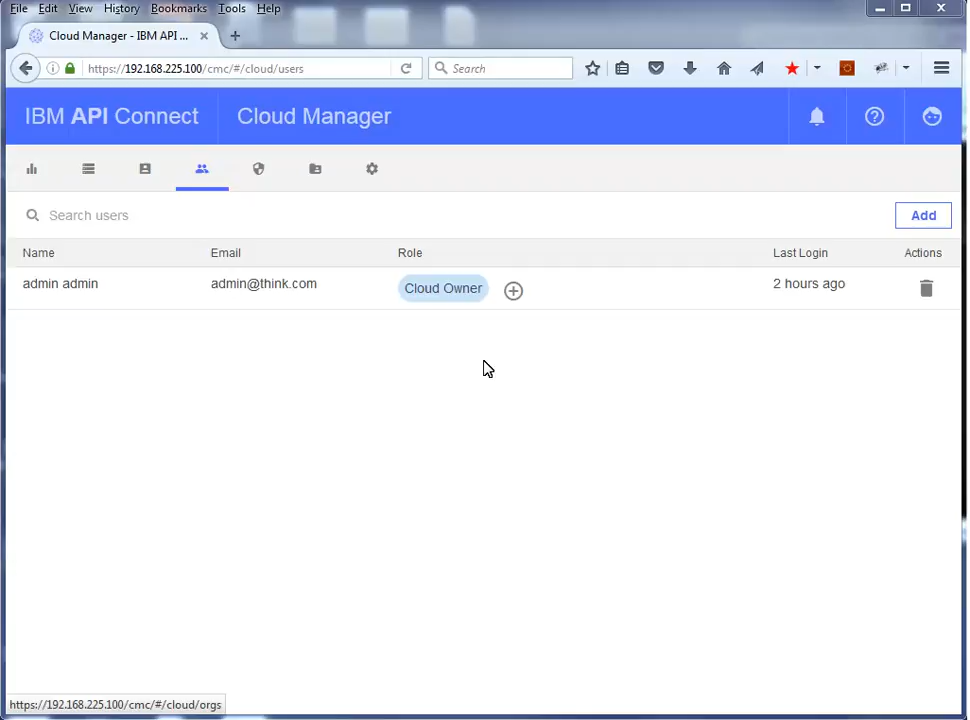 File Edit View History Bookmarks Tools Help
Cloud Manager - IBM API ...
https://192.168.225.100/cmc/#/cloud/users
Search
IBM API Connect Cloud Manager
Search users
Add
Name Email Role Last Login Actions
admin admin admin@think.com Cloud Owner 2 hours ago
https://192.168.225.100/cmc/#/cloud/orgs